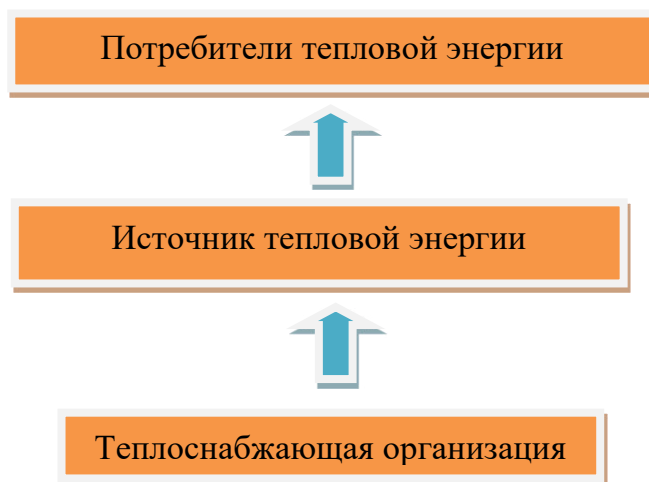 Потребители тепловой энергии
Источник тепловой энергии
Теплоснабжающая организация